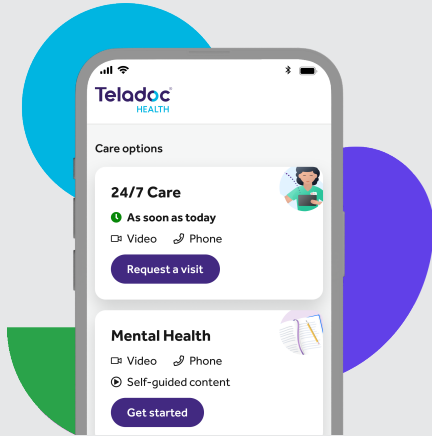 Teladoc
HEALTH
Care options
24/7 Care
As soon as today
Video Phone
Request a visit
Mental Health
Video Phone
Self-guided content
Get started